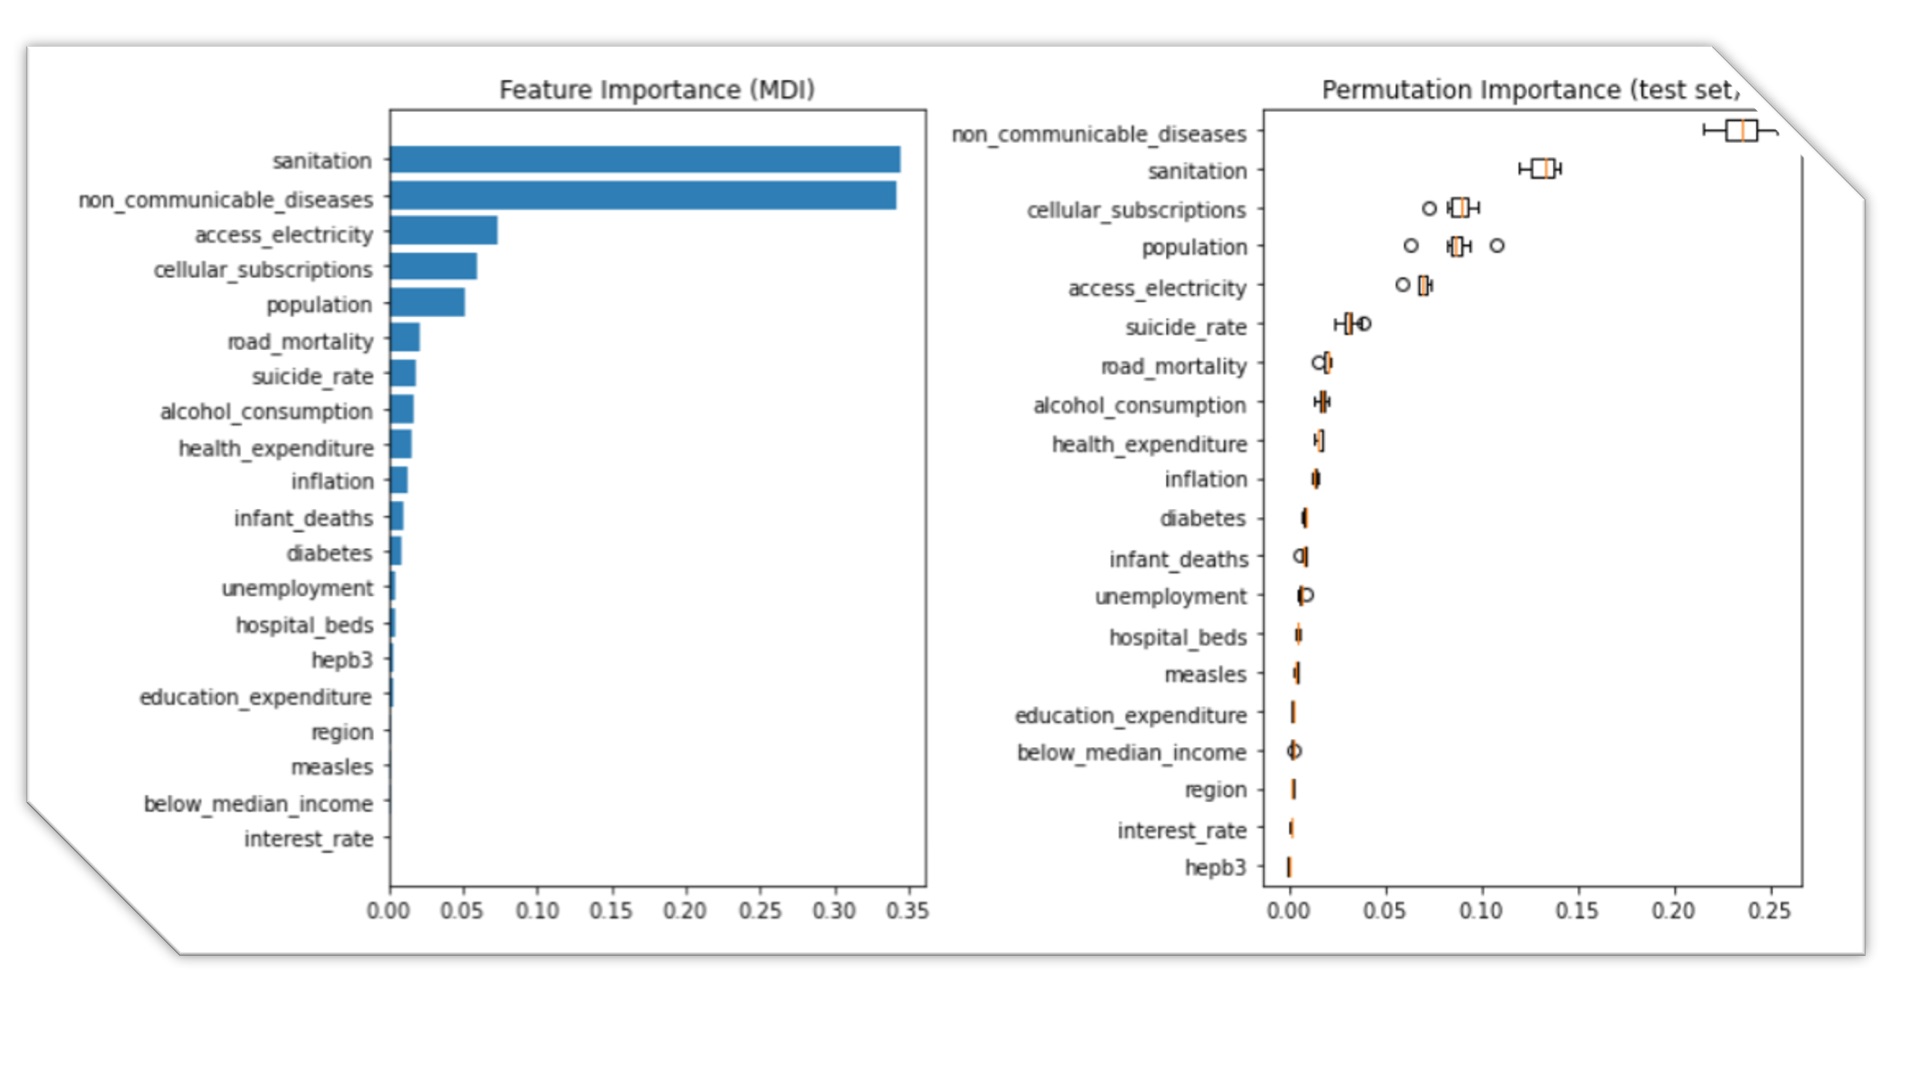 Feature Importance (MDI)
sanitation
non_communicable_diseases
access_electricity
cellular_subscriptions
population
road_mortality
suicide_rate
alcohol_consumption
health_expenditure
inflation
infant_deaths
diabetes
unemployment
hospital_beds
hepb3
education_expenditure
region
measles
below_median_income
interest_rate
0.00 0.05 0.10 0.15 0.20 0.25 0.30 0.35
Permutation Importance (test set,
non_communicable_diseases
sanitation
cellular_subscriptions
population
access_electricity
suicide_rate
road_mortality
alcohol_consumption
health_expenditure
inflation
diabetes
infant_deaths
unemployment
hospital_beds
measles
education_expenditure
below_median_income
region
interest_rate
hepb3
0.00 0.05 0.10 0.15 0.20 0.25